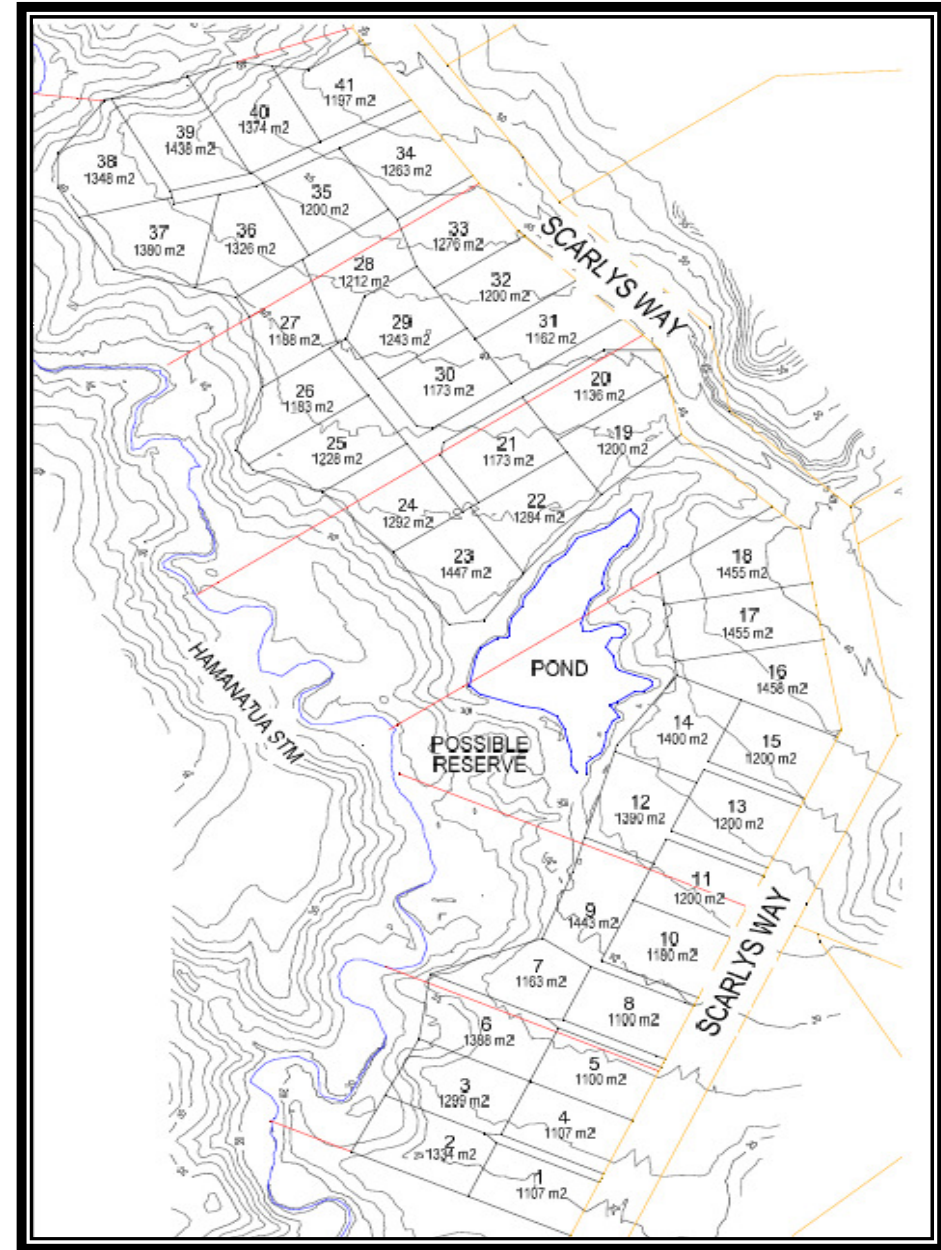 41
1197 m2
40
1374 m2
39
1438 m2
38
1348 m2
34
1263 m2
35
1200 m2
36
1326 m2
37
1380 m2
33
1276 m2
SCARLYS WAY
28
1212 m2
32
1200 m2
27
1188 m2
29
1243 m2
31
1162 m2
30
1173 m2
26
1183 m2
20
1136 m2
25
1228 m2
21
1173 m2
19
1200 m2
24
1292 m2
22
1284 m2
23
1447 m2
18
1455 m2
17
1455 m2
POND
16
1458 m2
HAMANATUA STM
POSSIBLE
RESERVE
14
1400 m2
15
1200 m2
12
1390 m2
13
1200 m2
11
1200 m2
9
1443 m2
10
1180 m2
SCARLYS WAY
7
1163 m2
8
1100 m2
6
1388 m2
5
1100 m2
3
1299 m2
4
1107 m2
2
1334 m2
1
1107 m2